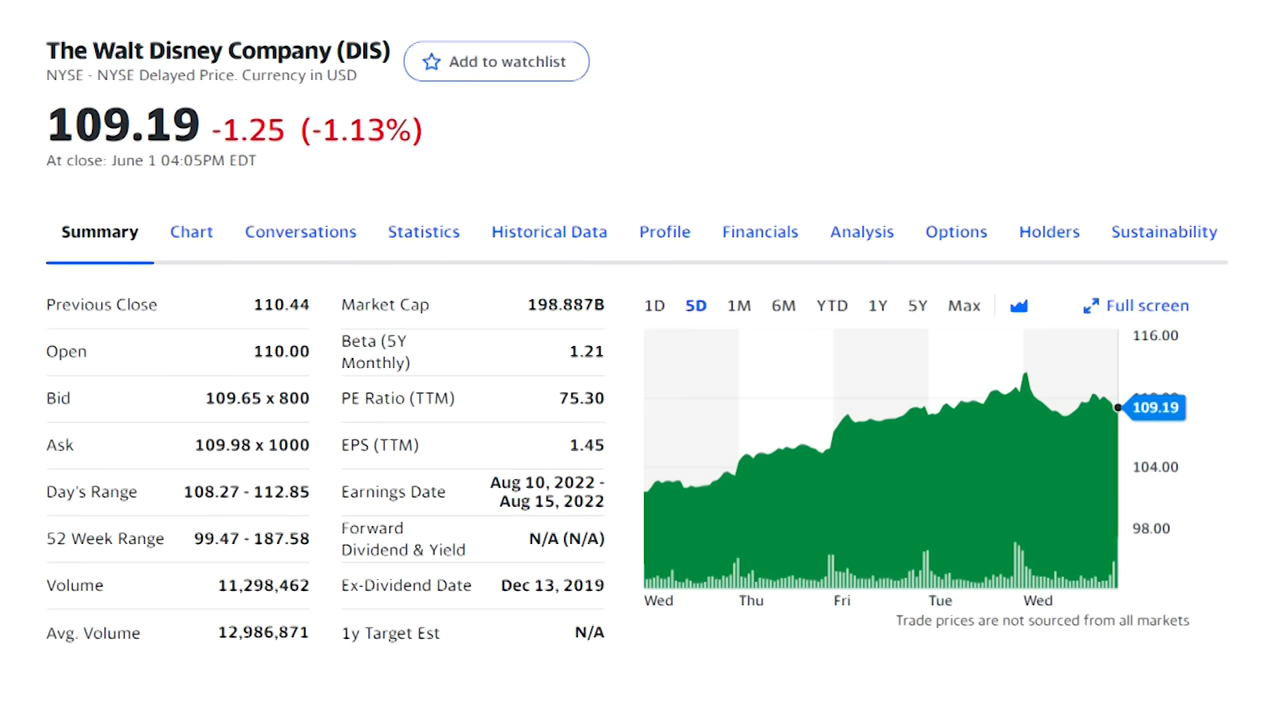 The Walt Disney Company (DIS)
Add to watchlist
NYSE - NYSE Delayed Price. Currency in USD
109.19 -1.25 (-1.13%)
At close: June 1 04:05PM EDT
Summary Chart Conversations Statistics Historical Data Profile Financials Analysis Options Holders Sustainability
Previous Close 110.44
Open 110.00
Bid 109.65 x 800
Ask 109.98 x 1000
Day's Range 108.27 - 112.85
52 Week Range 99.47 - 187.58
Volume 11,298,462
Avg. Volume 12,986,871
Market Cap 198.887B
Beta (5Y
Monthly) 1.21
PE Ratio (TTM) 75.30
EPS (TTM) 1.45
Earnings Date Aug 10, 2022 -
Aug 15, 2022
Forward
Dividend & Yield N/A (N/A)
Ex-Dividend Date Dec 13, 2019
1y Target Est N/A
1D 5D 1M 6M YTD 1Y 5Y Max Full screen
116.00
109.19
104.00
98.00
Wed Thu Fri Tue Wed
Trade prices are not sourced from all markets